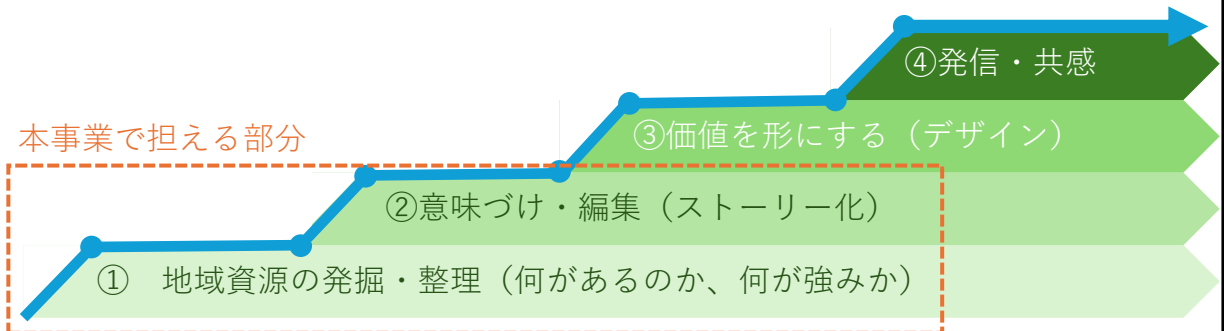 ④発信・共感
本事業で担える部分
③価値を形にする（デザイン）
②意味づけ・編集（ストーリー化）
①　地域資源の発掘・整理（何があるのか、何が強みか）